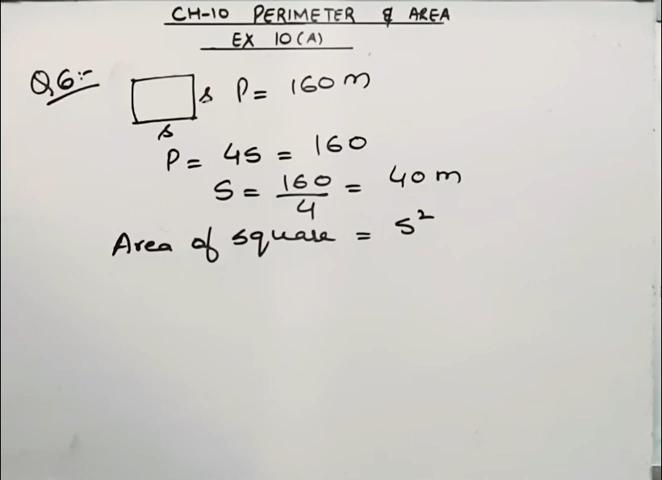 CH-10 PERIMETER & AREA
EX 10(A)
Q6:- s P = 160 m
s
P = 4s = 160
S = 160/4 = 40 m
Area of square = s²